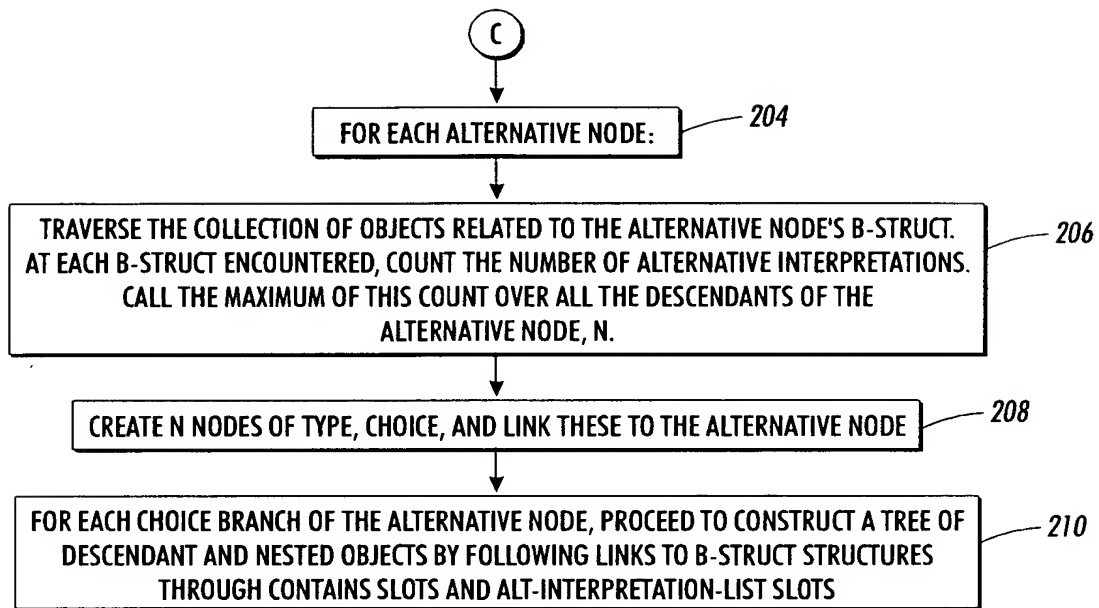 C
FOR EACH ALTERNATIVE NODE:
204
TRAVERSE THE COLLECTION OF OBJECTS RELATED TO THE ALTERNATIVE NODE'S B-STRUCT.
AT EACH B-STRUCT ENCOUNTERED, COUNT THE NUMBER OF ALTERNATIVE INTERPRETATIONS.
CALL THE MAXIMUM OF THIS COUNT OVER ALL THE DESCENDANTS OF THE
ALTERNATIVE NODE, N.
206
CREATE N NODES OF TYPE, CHOICE, AND LINK THESE TO THE ALTERNATIVE NODE
208
FOR EACH CHOICE BRANCH OF THE ALTERNATIVE NODE, PROCEED TO CONSTRUCT A TREE OF
DESCENDANT AND NESTED OBJECTS BY FOLLOWING LINKS TO B-STRUCT STRUCTURES
THROUGH CONTAINS SLOTS AND ALT-INTERPRETATION-LIST SLOTS
210